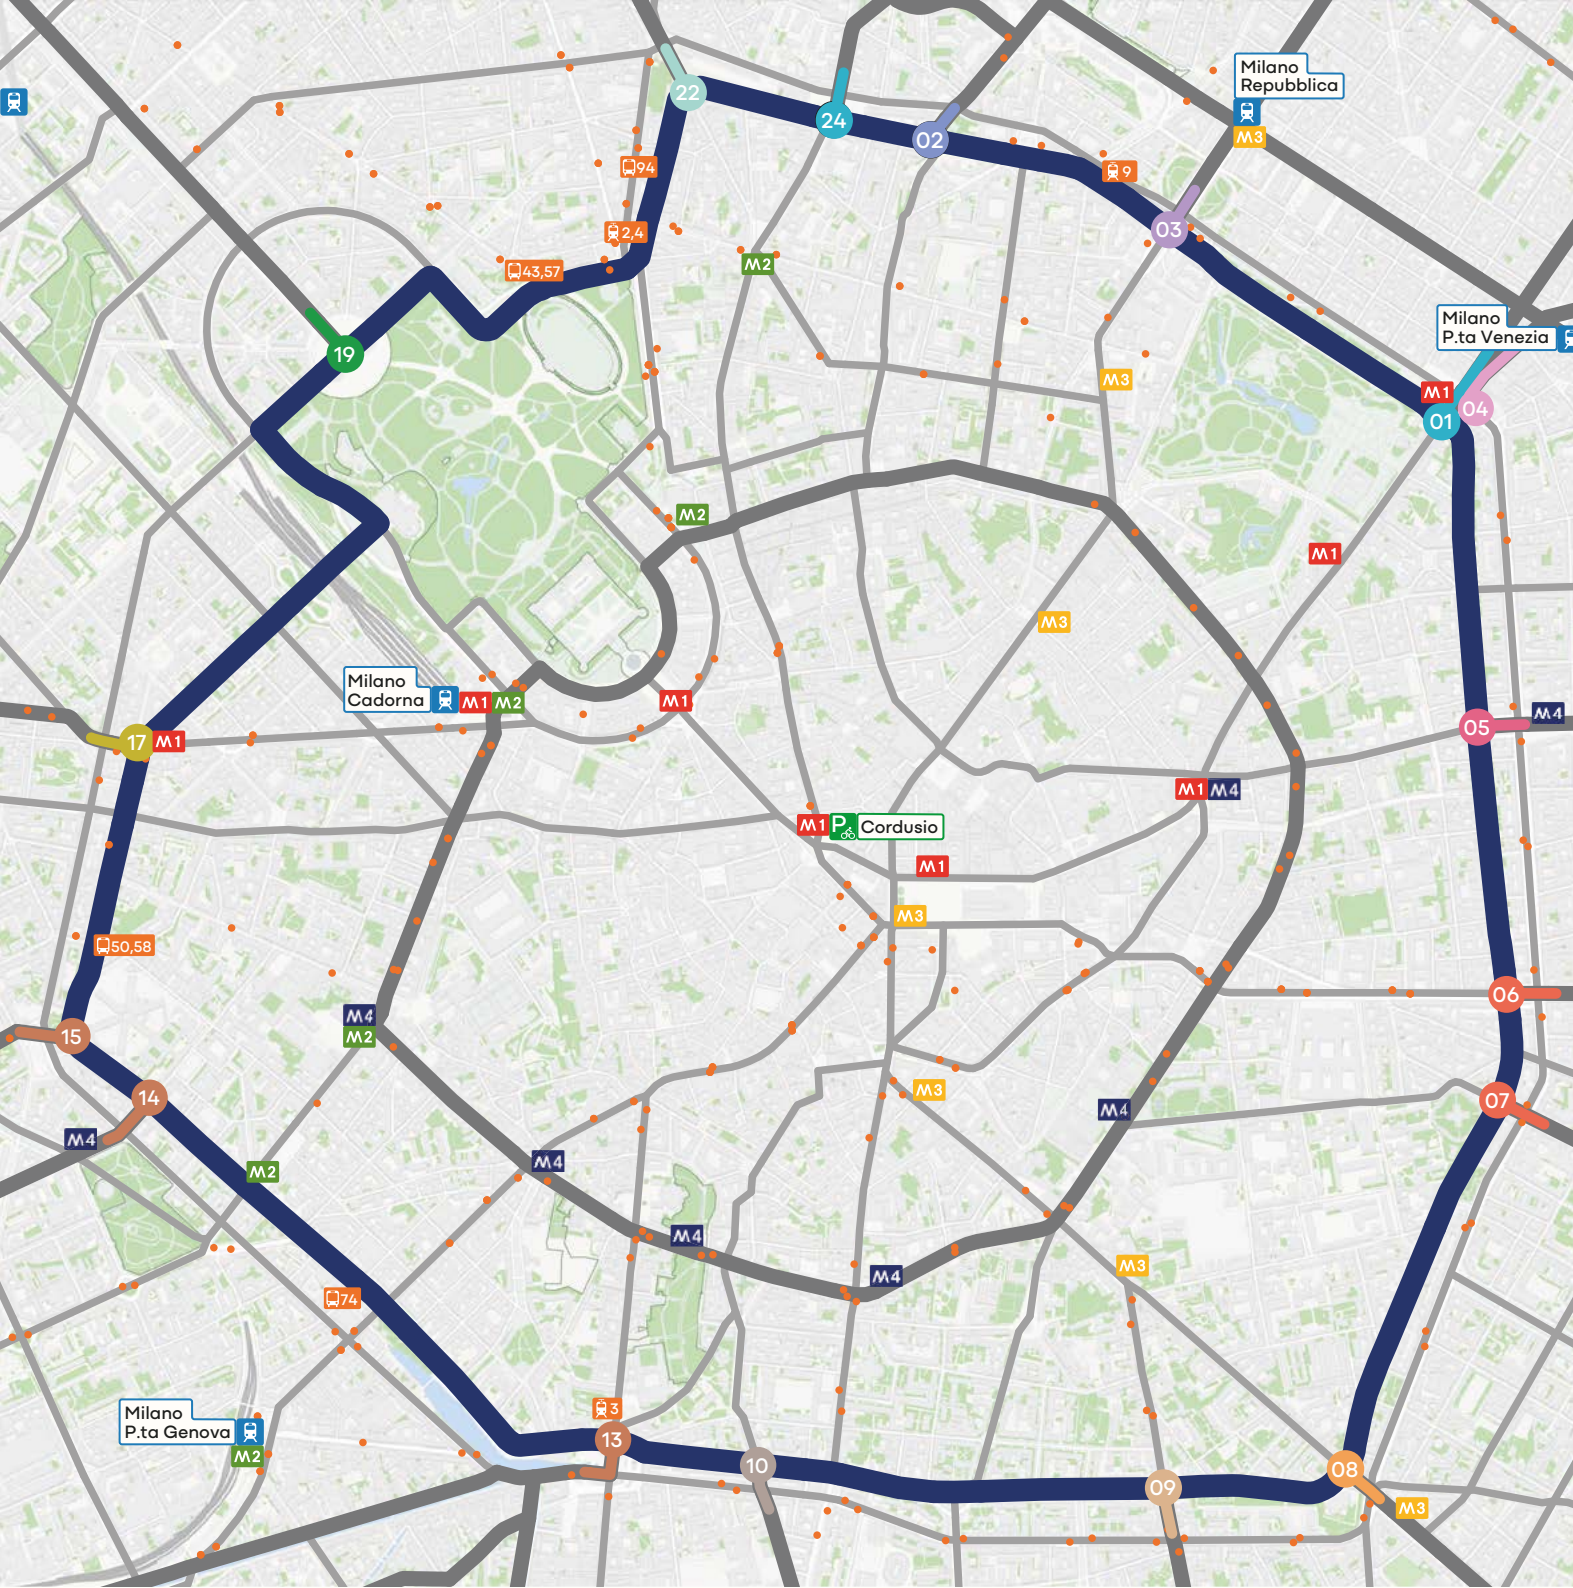 22
24
02
Milano
Repubblica
M3
94
9
2,4
03
M2
43,57
Milano
P.ta Venezia
19
M3
M1
04
01
M2
M1
M3
Milano
Cadorna
M1 M2
M1
M4
05
17 M1
M1 M4
M1 P Cordusio
M1
M3
50,58
06
M4
M2
15
M3
14
07
M4
M4
M4
M2
M4
M3
M4
74
3
Milano
P.ta Genova
M2
13
10
08
09
M3